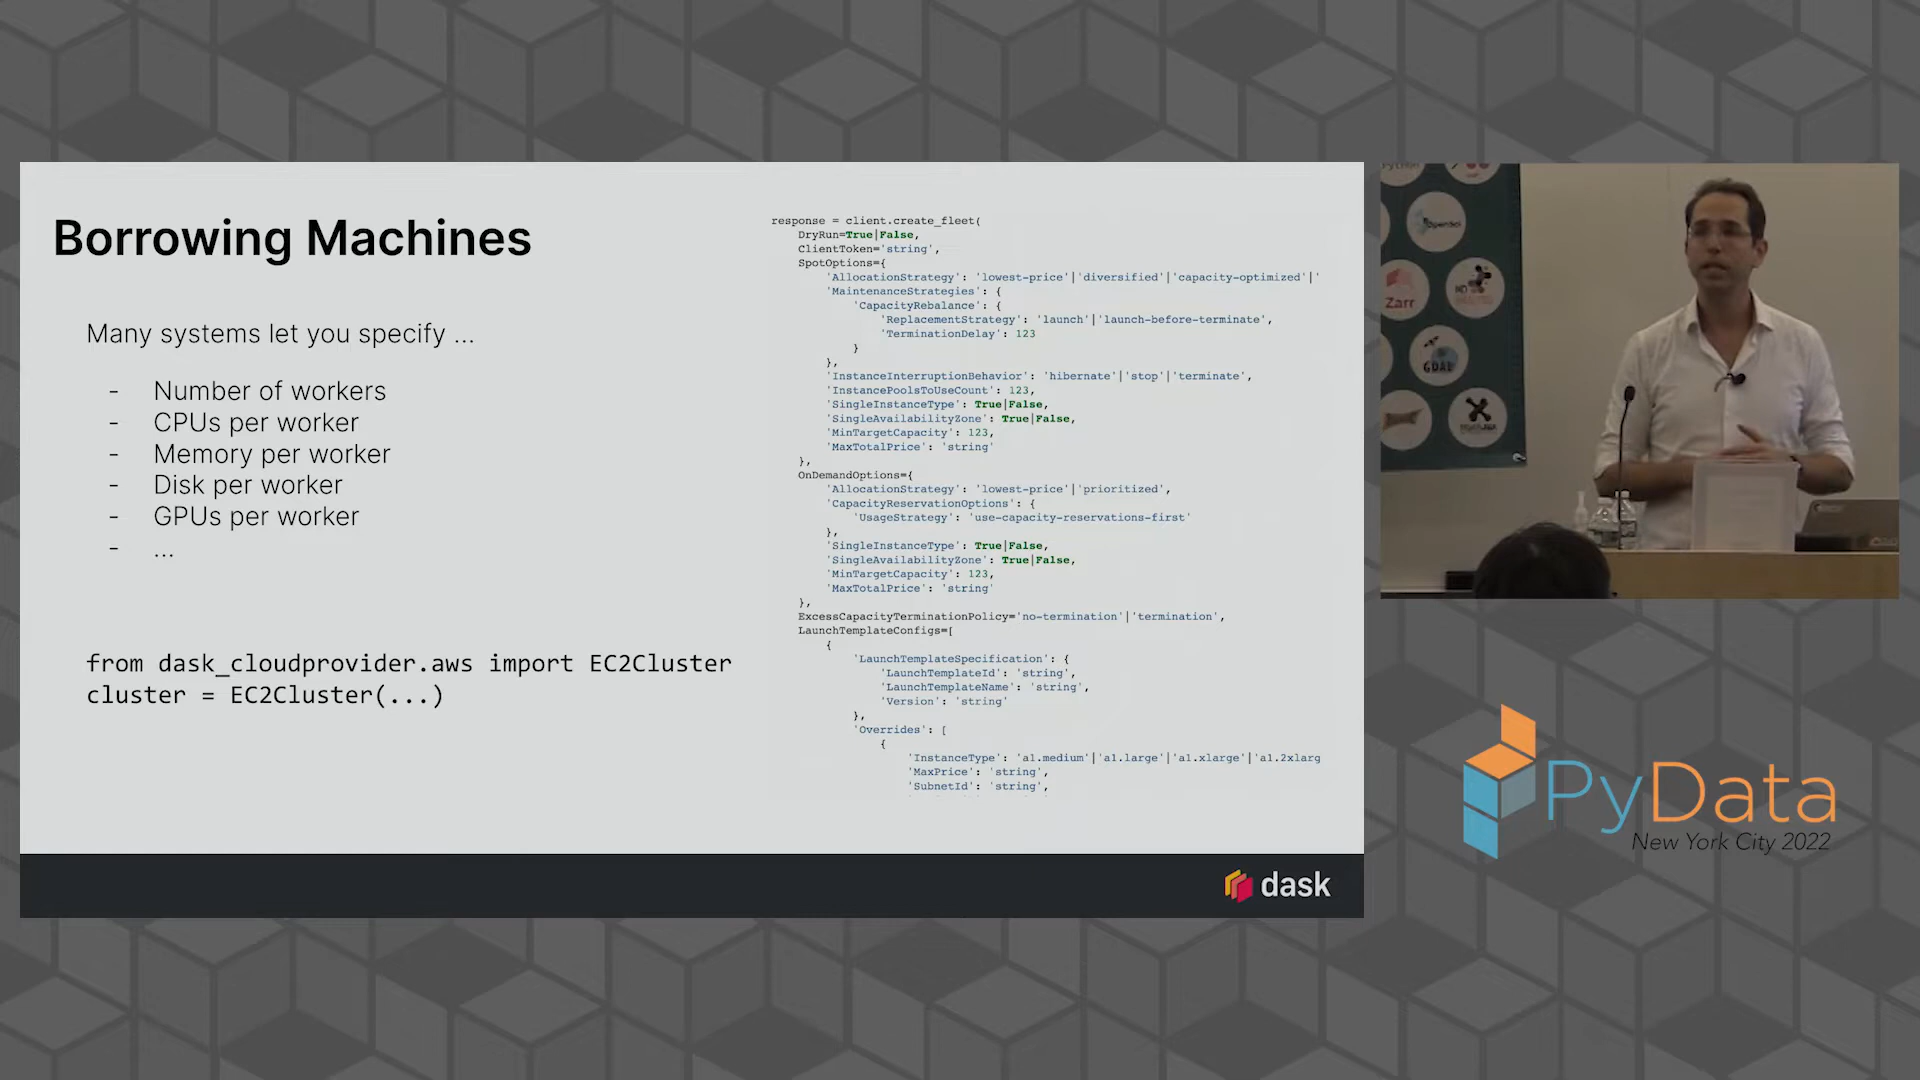 Borrowing Machines
Many systems let you specify ...
- Number of workers
- CPUs per worker
- Memory per worker
- Disk per worker
- GPUs per worker
- ...
from dask_cloudprovider.aws import EC2Cluster
cluster = EC2Cluster(...)
response = client.create_fleet(
DryRun=True|False,
ClientToken='string',
SpotOptions={
'AllocationStrategy': 'lowest-price'|'diversified'|'capacity-optimized'|'
'MaintenanceStrategies': {
'CapacityRebalance': {
'ReplacementStrategy': 'launch'|'launch-before-terminate',
'TerminationDelay': 123
}
},
'InstanceInterruptionBehavior': 'hibernate'|'stop'|'terminate',
'InstancePoolsToUseCount': 123,
'SingleInstanceType': True|False,
'SingleAvailabilityZone': True|False,
'MinTargetCapacity': 123,
'MaxTotalPrice': 'string'
},
OnDemandOptions={
'AllocationStrategy': 'lowest-price'|'prioritized',
'CapacityReservationOptions': {
'UsageStrategy': 'use-capacity-reservations-first'
},
'SingleInstanceType': True|False,
'SingleAvailabilityZone': True|False,
'MinTargetCapacity': 123,
'MaxTotalPrice': 'string'
},
ExcessCapacityTerminationPolicy='no-termination'|'termination',
LaunchTemplateConfigs=[
{
'LaunchTemplateSpecification': {
'LaunchTemplateId': 'string',
'LaunchTemplateName': 'string',
'Version': 'string'
},
'Overrides': [
{
'InstanceType': 'a1.medium'|'a1.large'|'a1.xlarge'|'a1.2xlarg
'MaxPrice': 'string',
'SubnetId': 'string',
dask
Zarr
GDAL
PyData
New York City 2022